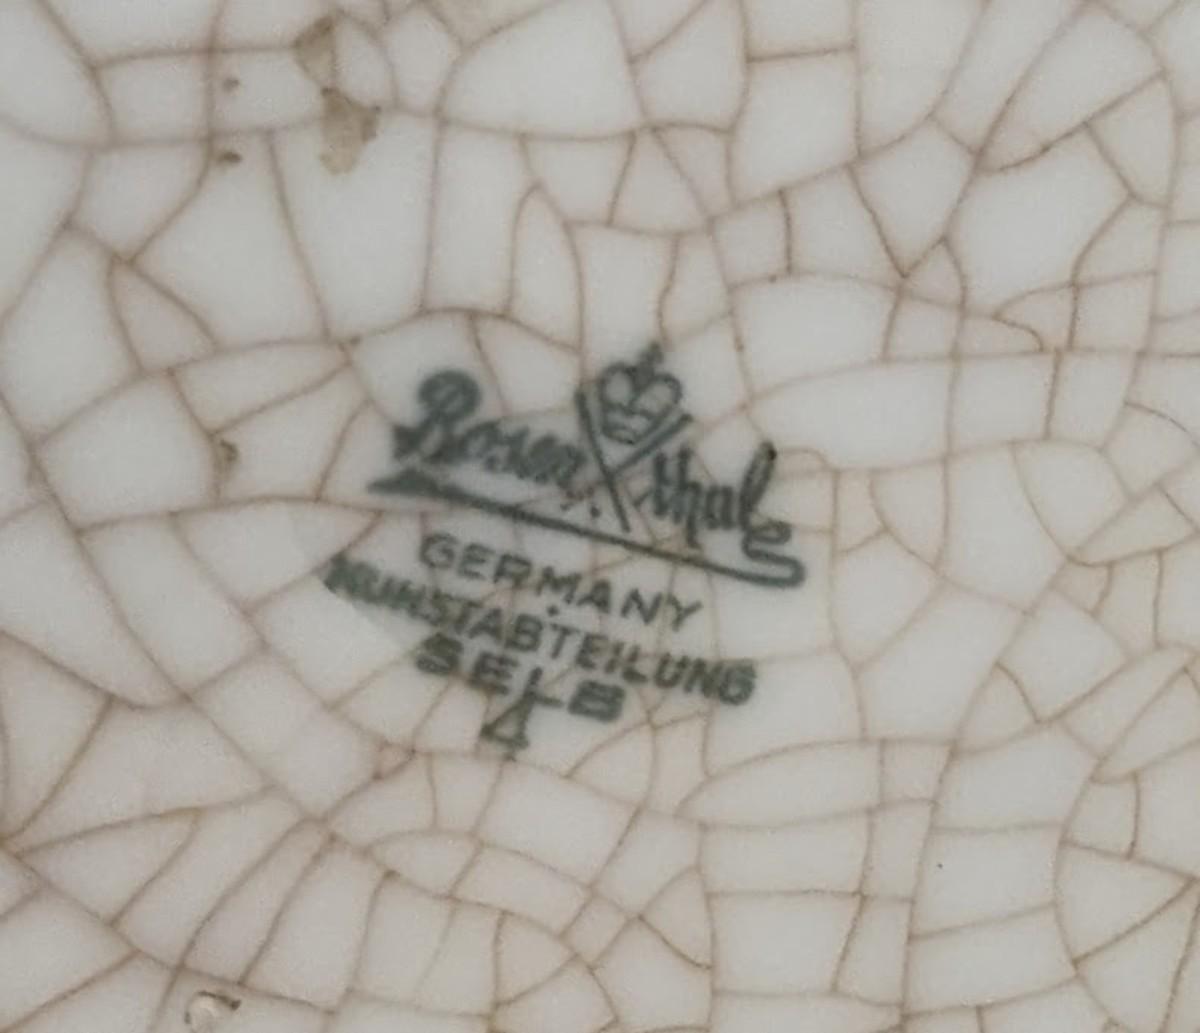 Rosenthal
GERMANY
KUNSTABTEILUNG
SELB